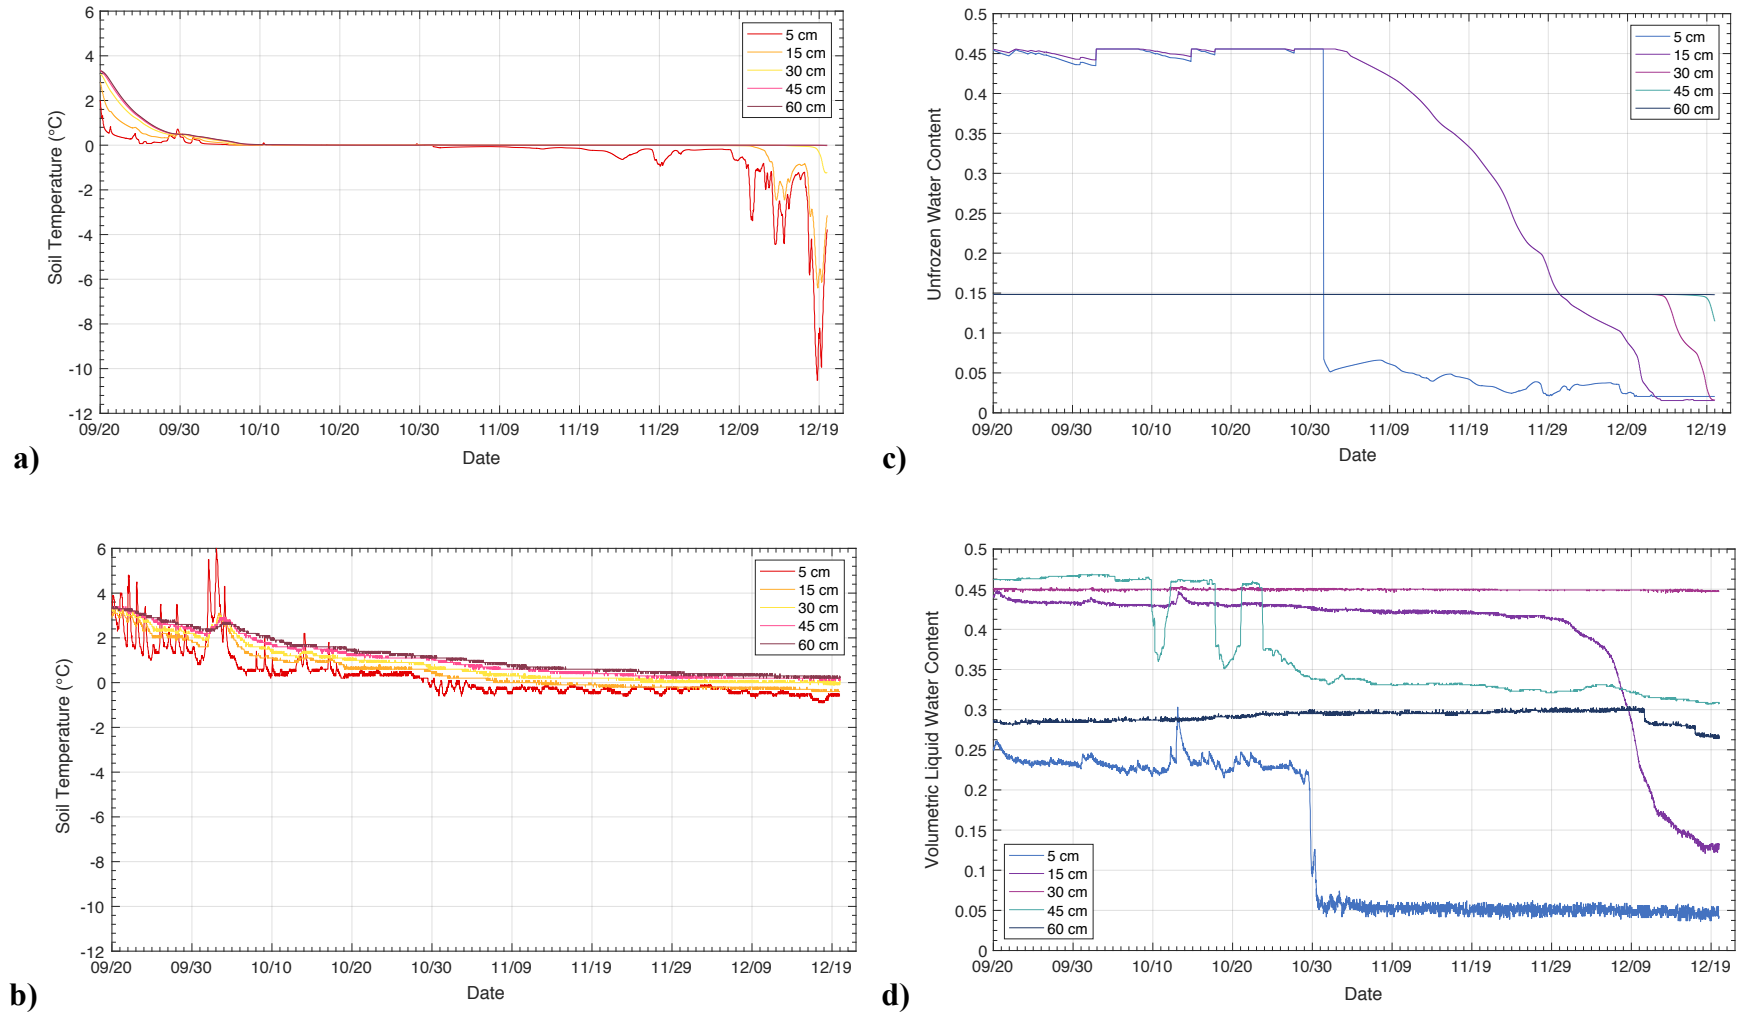 6
4
2
0
-2
-4
-6
-8
-10
-12
Soil Temperature (°C)
5 cm
15 cm
30 cm
45 cm
60 cm
09/20 09/30 10/10 10/20 10/30 11/09 11/19 11/29 12/09 12/19
Date
a)
0.5
0.45
0.4
0.35
0.3
0.25
0.2
0.15
0.1
0.05
0
Unfrozen Water Content
5 cm
15 cm
30 cm
45 cm
60 cm
09/20 09/30 10/10 10/20 10/30 11/09 11/19 11/29 12/09 12/19
Date
c)
6
4
2
0
-2
-4
-6
-8
-10
-12
Soil Temperature (°C)
5 cm
15 cm
30 cm
45 cm
60 cm
09/20 09/30 10/10 10/20 10/30 11/09 11/19 11/29 12/09 12/19
Date
b)
0.5
0.45
0.4
0.35
0.3
0.25
0.2
0.15
0.1
0.05
0
Volumetric Liquid Water Content
5 cm
15 cm
30 cm
45 cm
60 cm
09/20 09/30 10/10 10/20 10/30 11/09 11/19 11/29 12/09 12/19
Date
d)